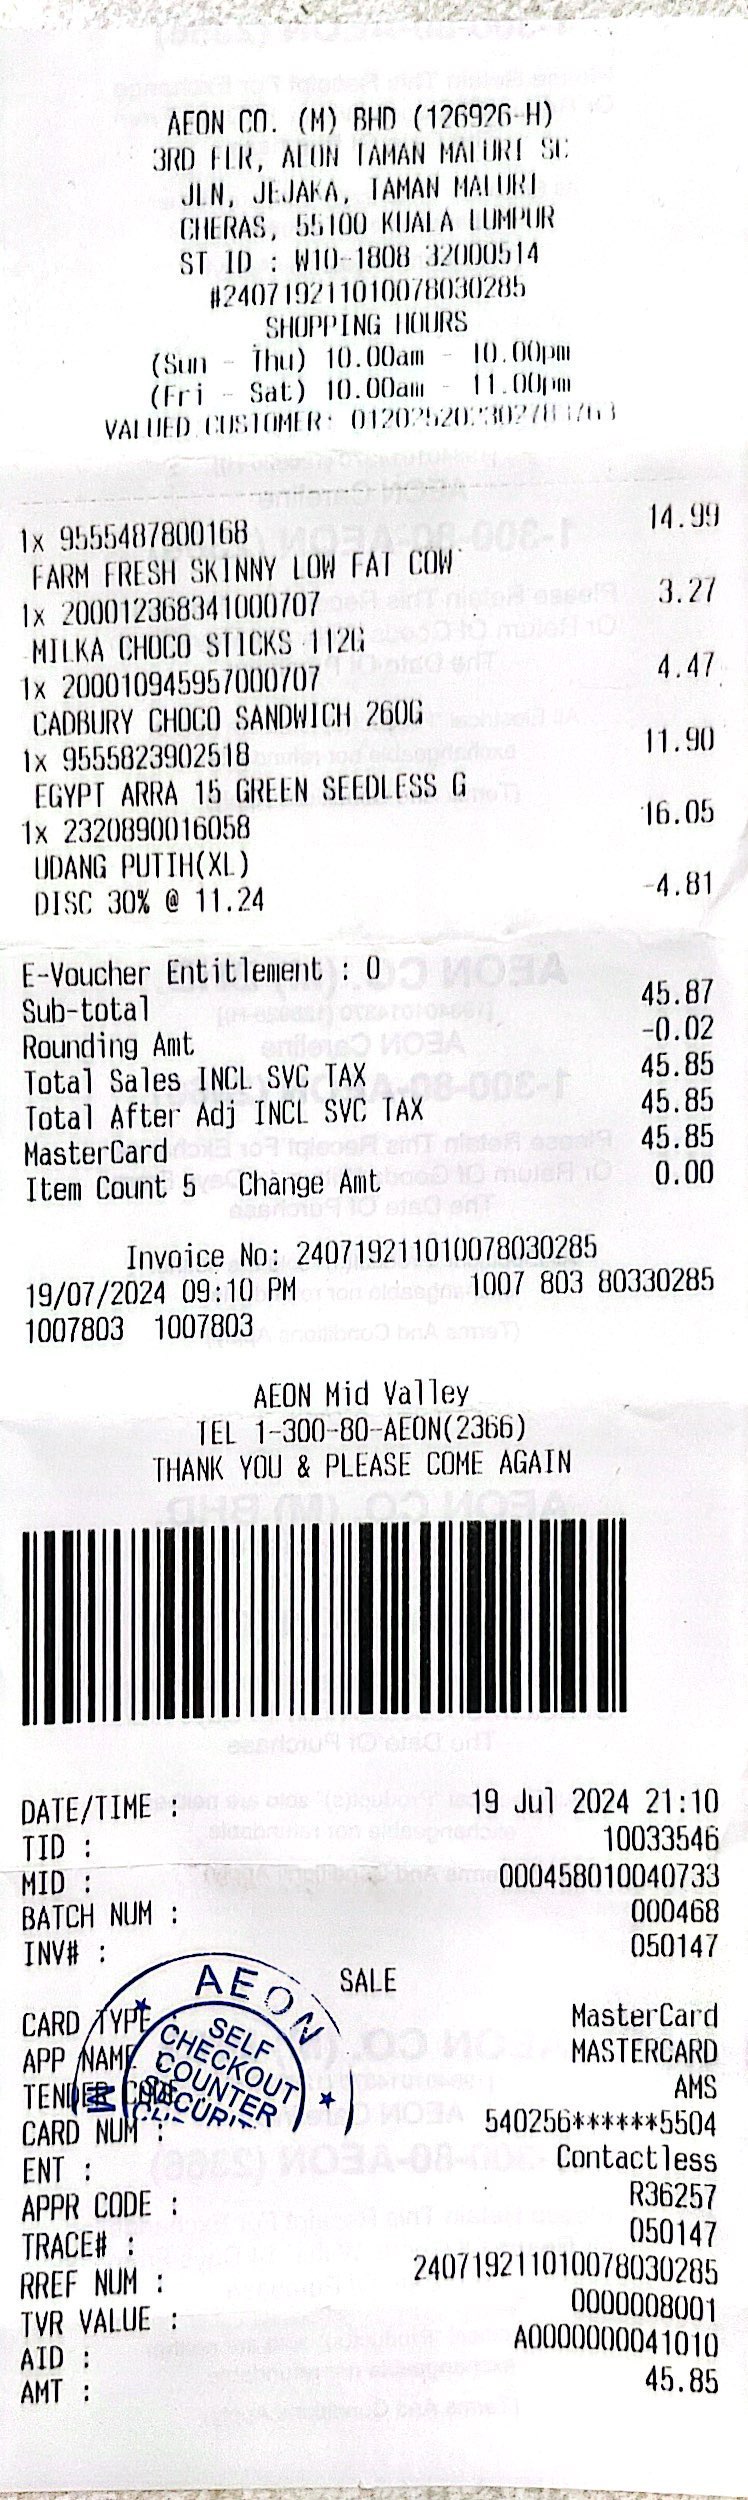 AEON CO. (M) BHD (126926-H)
3RD FLR, AEON TAMAN MALURI SC
JLN, JEJAKA, TAMAN MALURI
CHERAS, 55100 KUALA LUMPUR
ST ID : W10-1808-32000514
#240719211010078030285
SHOPPING HOURS
(Sun - Thu) 10.00am - 10.00pm
(Fri - Sat) 10.00am - 11.00pm
VALUED CUSTOMER:
1x 9555487800168 14.99
FARM FRESH SKINNY LOW FAT COW
1x 200012368341000707 3.27
MILKA CHOCO STICKS 112G
1x 200010945957000707 4.47
CADBURY CHOCO SANDWICH 260G
1x 9555823902518 11.90
EGYPT ARRA 15 GREEN SEEDLESS G
1x 2320890016058 16.05
UDANG PUTIH(XL)
DISC 30% @ 11.24 -4.81
E-Voucher Entitlement : 0
Sub-total 45.87
Rounding Amt -0.02
Total Sales INCL SVC TAX 45.85
Total After Adj INCL SVC TAX 45.85
MasterCard 45.85
Item Count 5 Change Amt 0.00
Invoice No: 240719211010078030285
19/07/2024 09:10 PM 1007 803 80330285
1007803 1007803
AEON Mid Valley
TEL 1-300-80-AEON(2366)
THANK YOU & PLEASE COME AGAIN
DATE/TIME : 19 Jul 2024 21:10
TID : 10033546
MID : 000458010040733
BATCH NUM : 000468
INV# : 050147
SALE
CARD TYPE MasterCard
APP NAME MASTERCARD
TENDER CODE AMS
CARD NUM : 540256******5504
ENT : Contactless
APPR CODE : R36257
TRACE# : 050147
RREF NUM : 240719211010078030285
TVR VALUE : 0000008001
AID : A0000000041010
AMT : 45.85
AEON
SELF
CHECKOUT
COUNTER